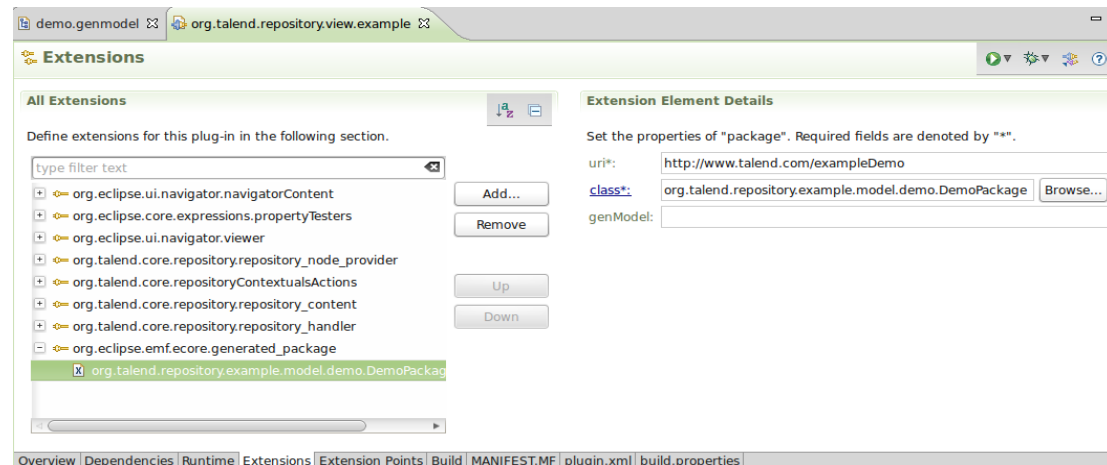 demo.genmodel org.talend.repository.view.example
Extensions
All Extensions
Define extensions for this plug-in in the following section.
type filter text
org.eclipse.ui.navigator.navigatorContent
org.eclipse.core.expressions.propertyTesters
org.eclipse.ui.navigator.viewer
org.talend.core.repository.repository_node_provider
org.talend.core.repositoryContextualsActions
org.talend.core.repository.repository_content
org.talend.core.repository.repository_handler
org.eclipse.emf.ecore.generated_package
org.talend.repository.example.model.demo.DemoPackag
Add...
Remove
Up
Down
Extension Element Details
Set the properties of "package". Required fields are denoted by "*".
uri*: http://www.talend.com/exampleDemo
class*: org.talend.repository.example.model.demo.DemoPackage Browse...
genModel:
Overview Dependencies Runtime Extensions Extension Points Build MANIFEST.MF plugin.xml build.properties